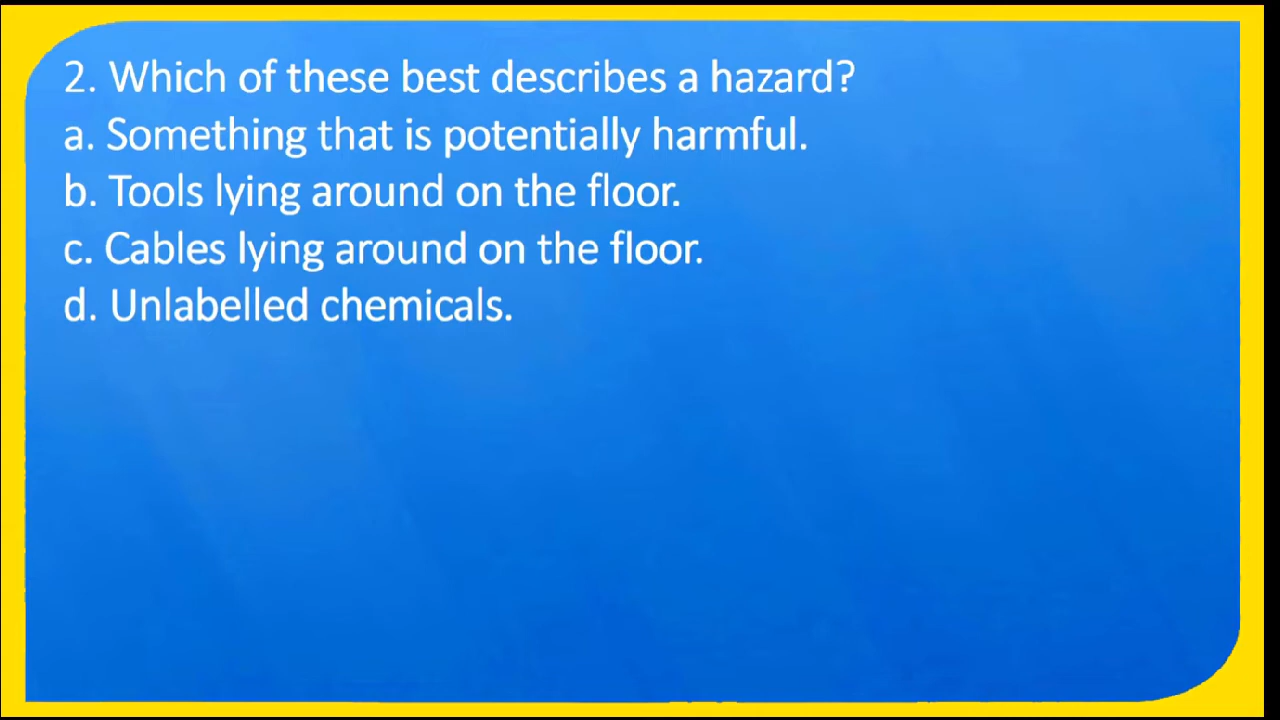 2. Which of these best describes a hazard?
a. Something that is potentially harmful.
b. Tools lying around on the floor.
c. Cables lying around on the floor.
d. Unlabelled chemicals.